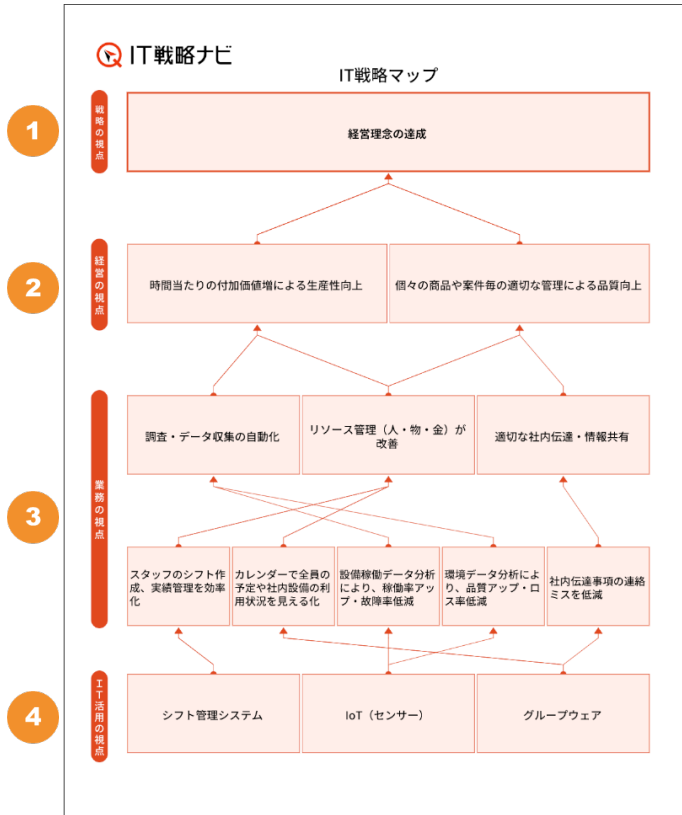 IT戦略ナビ
IT戦略マップ
1
戦略の視点
経営理念の達成
2
経営の視点
時間当たりの付加価値増による生産性向上
個々の商品や案件毎の適切な管理による品質向上
3
業務の視点
調査・データ収集の自動化
リソース管理（人・物・金）が
改善
適切な社内伝達・情報共有
スタッフのシフト作
成、実績管理を効率
化
カレンダーで全員の
予定や社内設備の利
用状況を見える化
設備稼働データ分析
により、稼働率アッ
プ・故障率低減
環境データ分析によ
り、品質アップ・ロ
ス率低減
社内伝達事項の連絡
ミスを低減
4
IT活用の視点
シフト管理システム
IoT（センサー）
グループウェア